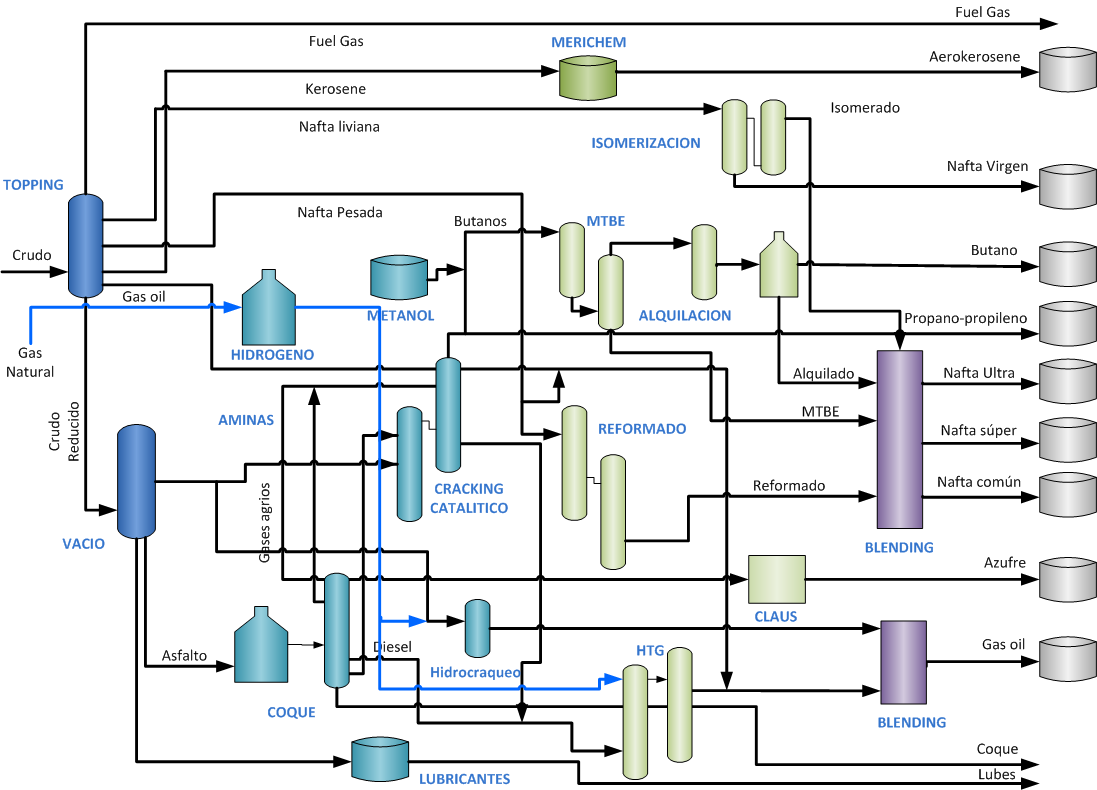 Fuel Gas
Fuel Gas
MERICHEM
Aerokerosene
Kerosene
Isomerado
Nafta liviana
ISOMERIZACION
Nafta Virgen
TOPPING
Nafta Pesada
Butanos
MTBE
Butano
Crudo
Gas oil
METANOL
ALQUILACION
Propano-propileno
Gas
Natural
HIDROGENO
Alquilado
Nafta Ultra
Crudo
Reducido
AMINAS
MTBE
REFORMADO
Nafta súper
CRACKING
CATALITICO
Reformado
Nafta común
VACIO
Gases agrios
BLENDING
Azufre
CLAUS
Asfalto
Diesel
Hidrocraqueo
HTG
Gas oil
COQUE
BLENDING
Coque
LUBRICANTES
Lubes